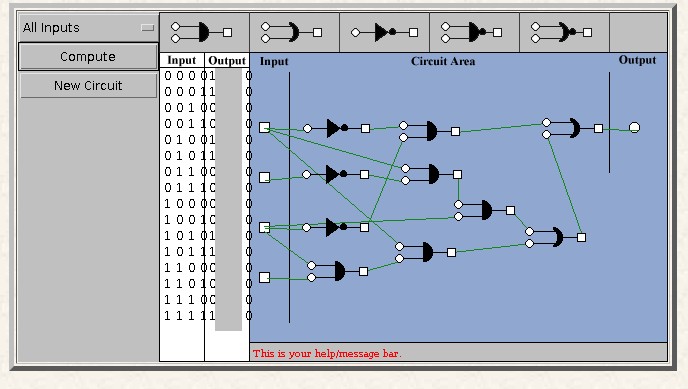 All Inputs
Compute
New Circuit
Input Output Input Circuit Area Output
0 0 0 0 1 0
0 0 0 1 1 0
0 0 1 0 0 0
0 0 1 1 0 0
0 1 0 0 1 0
0 1 0 1 1 0
0 1 1 0 0 0
0 1 1 1 0 0
1 0 0 0 0 0
1 0 0 1 0 0
1 0 1 0 1 0
1 0 1 1 1 0
1 1 0 0 0 0
1 1 0 1 0 0
1 1 1 0 0 0
1 1 1 1 1 0
This is your help/message bar.